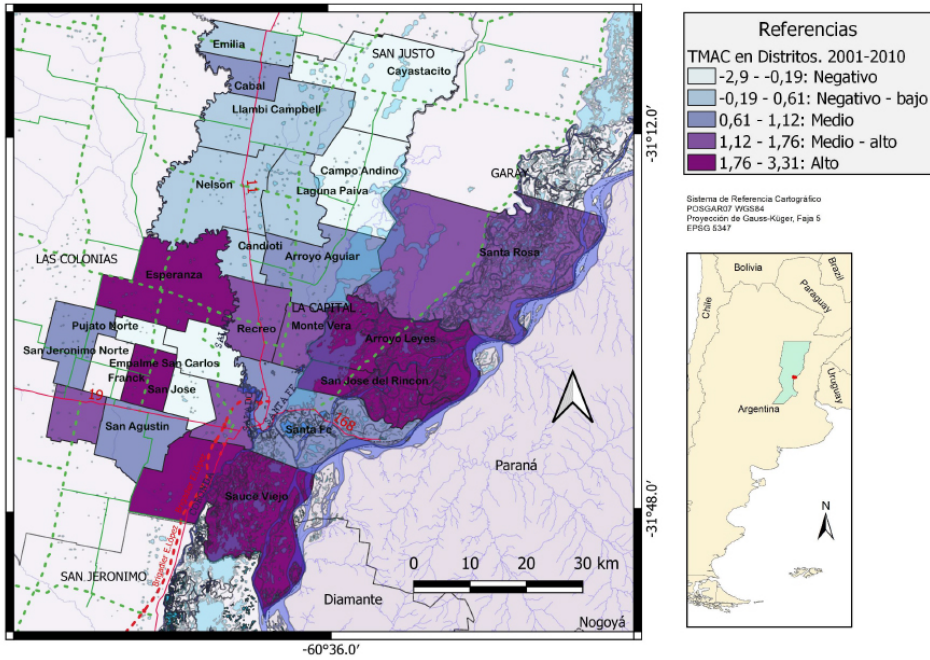 Emilia
SAN JUSTO
Cayastacito
Cabal
Llambi Campbell
-31°12.0'
Campo Andino
GARAY
Nelson
11
Laguna Paiva
Santa Rosa
Candioti
Arroyo Aguiar
LAS COLONIAS
Esperanza
LA CAPITAL
Pujato Norte
Recreo
Monte Vera
Arroyo Leyes
San Jeronimo Norte
Empalme San Carlos
Franck
San Jose
San Jose del Rincon
19
SANTA FE
168
San Agustin
Santa Fe
Paraná
Sauce Viejo
-31°48.0'
Brigadier E. López
SAN JERONIMO
0 10 20 30 km
Diamante
Nogoyá
-60°36.0'
Referencias
TMAC en Distritos. 2001-2010
-2,9 - -0,19: Negativo
-0,19 - 0,61: Negativo - bajo
0,61 - 1,12: Medio
1,12 - 1,76: Medio - alto
1,76 - 3,31: Alto
Sistema de Referencia Cartográfico
POSGAR07 WGS84
Proyección de Gauss-Küger, Faja 5
EPSG 5347
Bolivia
Brazil
Paraguay
Chile
Uruguay
Argentina
N